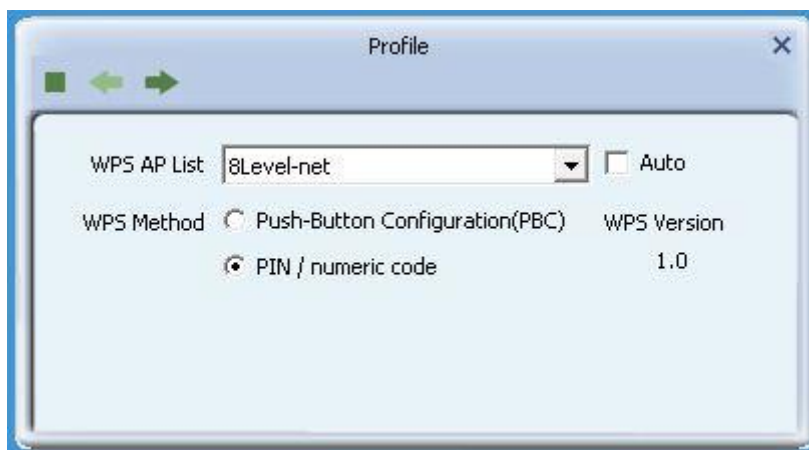 Profile
WPS AP List 8Level-net Auto
WPS Method Push-Button Configuration(PBC) WPS Version
PIN / numeric code 1.0